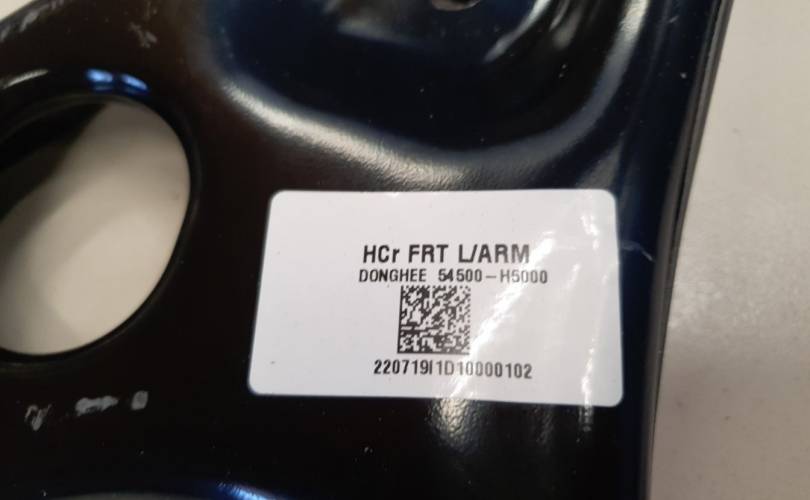 HCr FRT L/ARM
DONGHEE 54500-H5000
220719I1D10000102